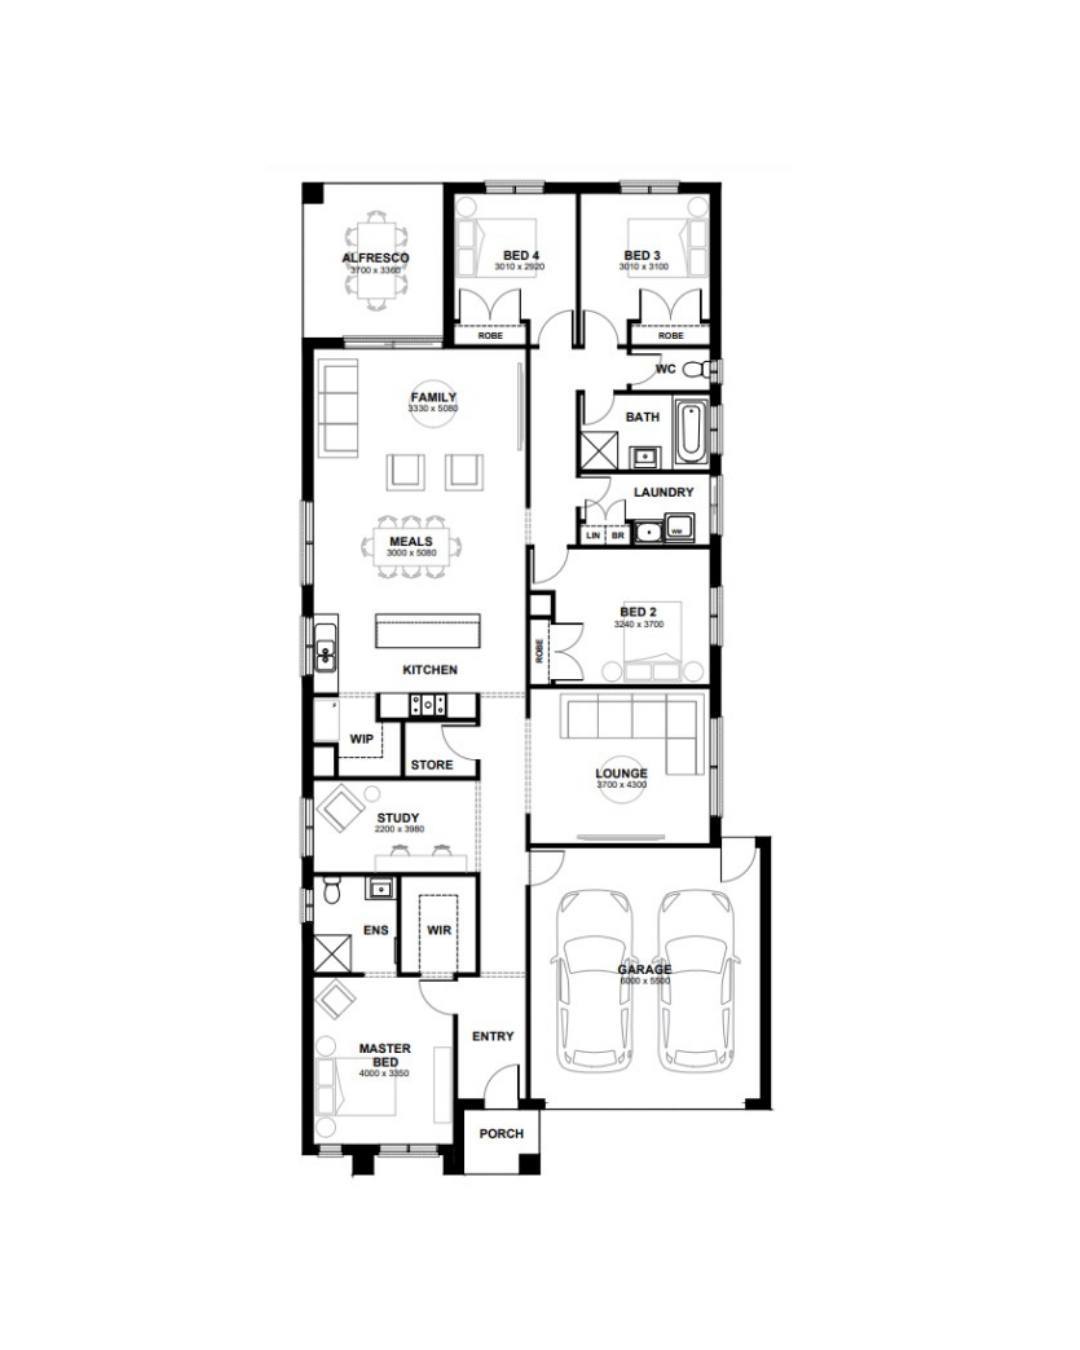 ALFRESCO
3700 x 3360
BED 4
3010 x 2920
BED 3
3010 x 3100
ROBE
ROBE
WC
FAMILY
3330 x 5080
BATH
LAUNDRY
LIN
BR
WM
MEALS
3000 x 5080
BED 2
3240 x 3700
ROBE
KITCHEN
WIP
STORE
LOUNGE
3700 x 4300
STUDY
2200 x 3980
ENS
WIR
GARAGE
6000 x 5500
ENTRY
MASTER
BED
4000 x 3350
PORCH